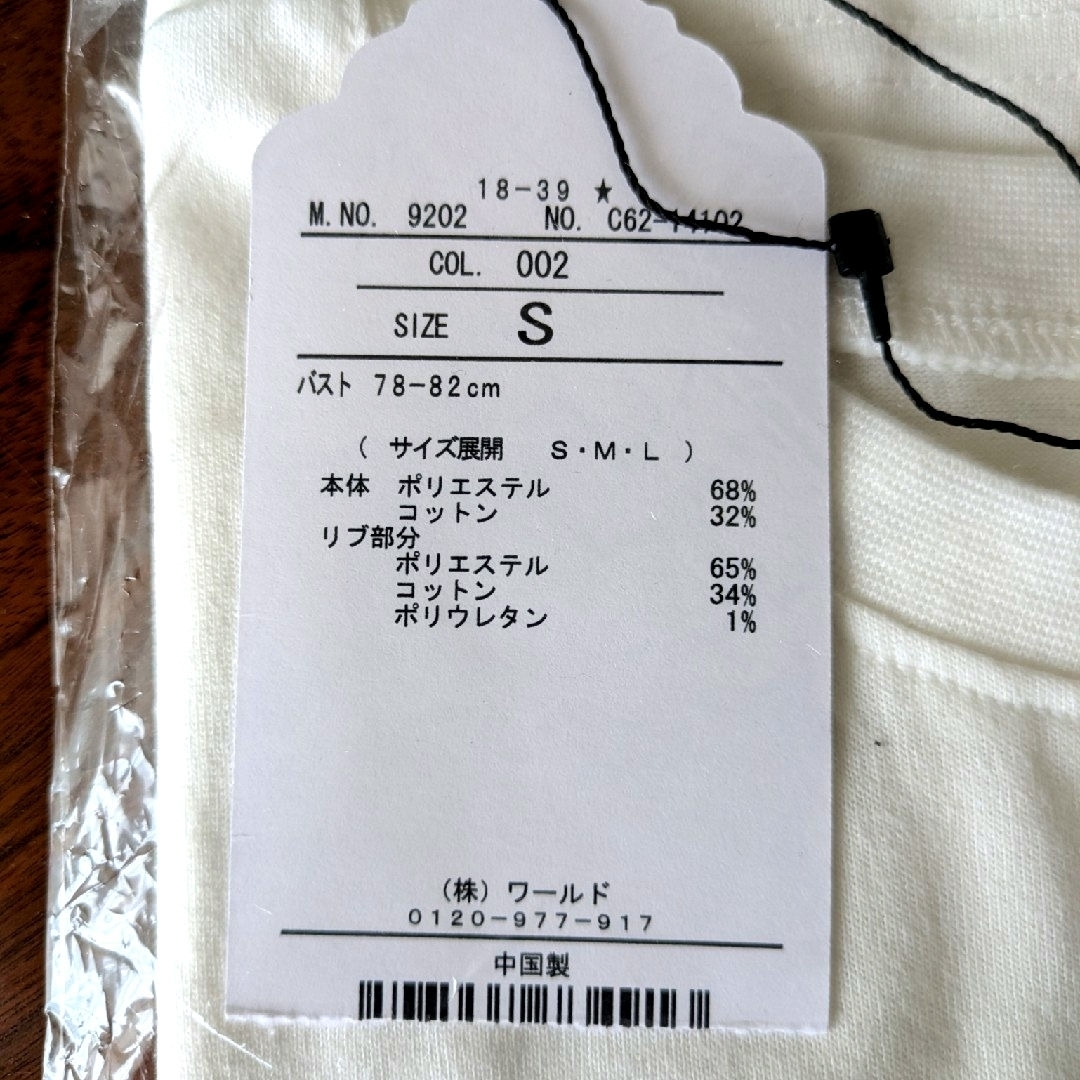 18-39 ★
M.NO. 9202 NO. C62-14102
COL. 002
SIZE S
バスト 78-82cm
( サイズ展開 S・M・L )
本体 ポリエステル 68%
コットン 32%
リブ部分
ポリエステル 65%
コットン 34%
ポリウレタン 1%
(株)ワールド
0120-977-917
中国製